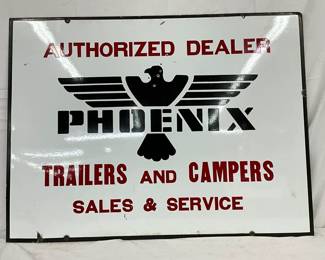 AUTHORIZED DEALER
PHOENIX
TRAILERS AND CAMPERS
SALES & SERVICE